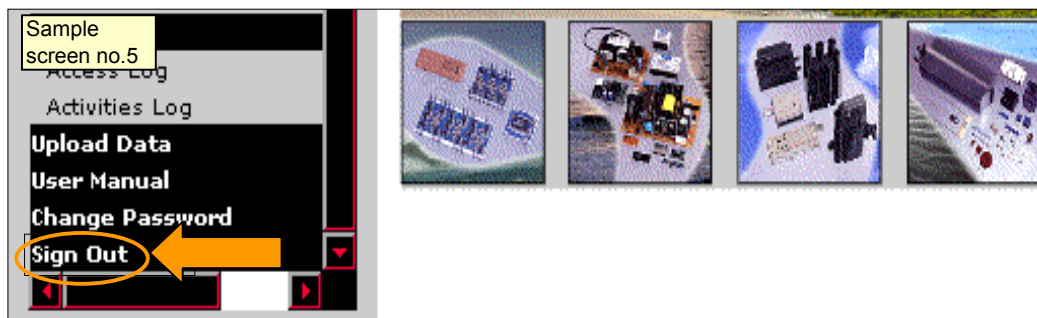 Sample
screen no.5
Access Log
Activities Log
Upload Data
User Manual
Change Password
Sign Out